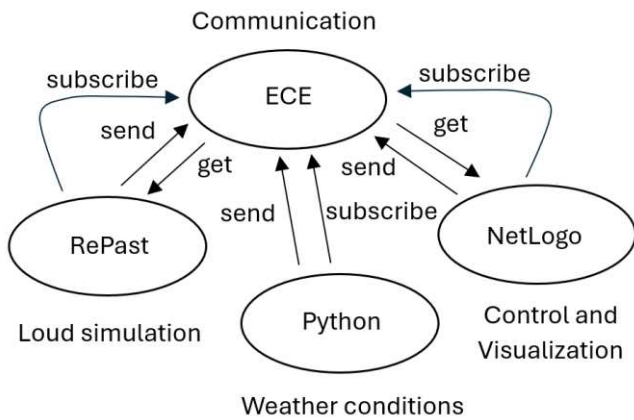 Communication
subscribe
ECE
subscribe
send
get
get
send
send
subscribe
RePast
NetLogo
Loud simulation
Python
Control and
Visualization
Weather conditions